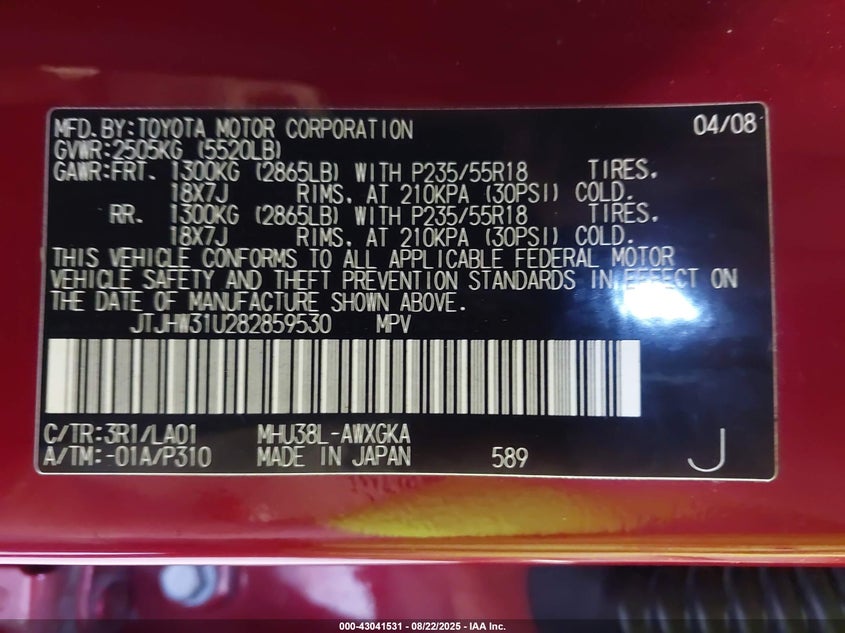 MFD.BY:TOYOTA MOTOR CORPORATION 04/08
GVWR:2505KG (5520LB)
GAWR:FRT. 1300KG (2865LB) WITH P235/55R18 TIRES,
18X7J RIMS, AT 210KPA (30PSI) COLD.
RR. 1300KG (2865LB) WITH P235/55R18 TIRES,
18X7J RIMS, AT 210KPA (30PSI) COLD.
THIS VEHICLE CONFORMS TO ALL APPLICABLE FEDERAL MOTOR
VEHICLE SAFETY AND THEFT PREVENTION STANDARDS IN EFFECT ON
THE DATE OF MANUFACTURE SHOWN ABOVE.
JTJHW31U282859530 MPV
C/TR:3R1/LA01 MHU38L-AWXGKA
A/TM:-01A/P310 MADE IN JAPAN 589 J
000-43041531 - 08/22/2025 - IAA Inc.